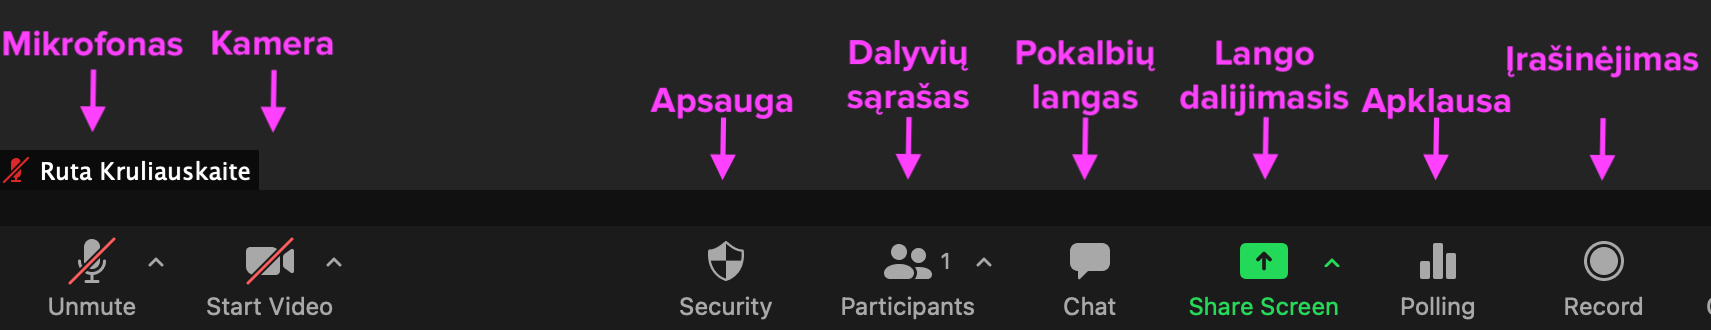 Mikrofonas
Kamera
Apsauga
Dalyvių
sąrašas
Pokalbių
langas
Lango
dalijimasis
Apklausa
Įrašinėjimas
Ruta Kruliauskaite
1
Unmute
Start Video
Security
Participants
Chat
Share Screen
Polling
Record